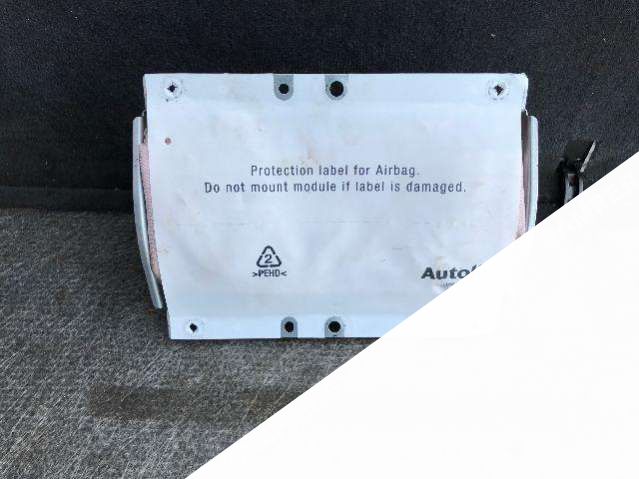 Protection label for Airbag.
Do not mount module if label is damaged.
2
>PEHD<